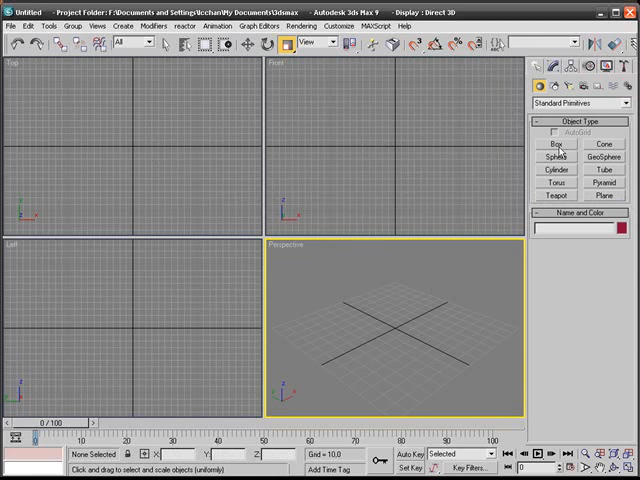 Untitled - Project Folder: F:\Documents and Settings\lcchan\My Documents\3dsmax - Autodesk 3ds Max 9 - Display : Direct 3D
File Edit Tools Group Views Create Modifiers reactor Animation Graph Editors Rendering Customize MAXScript Help
All View
Top Front
Standard Primitives
- Object Type
AutoGrid
Box Cone
Sphere GeoSphere
Cylinder Tube
Torus Pyramid
Teapot Plane
- Name and Color
y x
z x
Left Perspective
z y
z x y
< 0 / 100 >
0 10 20 30 40 50 60 70 80 90 100
None Selected X: Y: Z: Grid = 10,0 Auto Key Selected
Click and drag to select and scale objects (uniformly) Add Time Tag Set Key Key Filters... 0